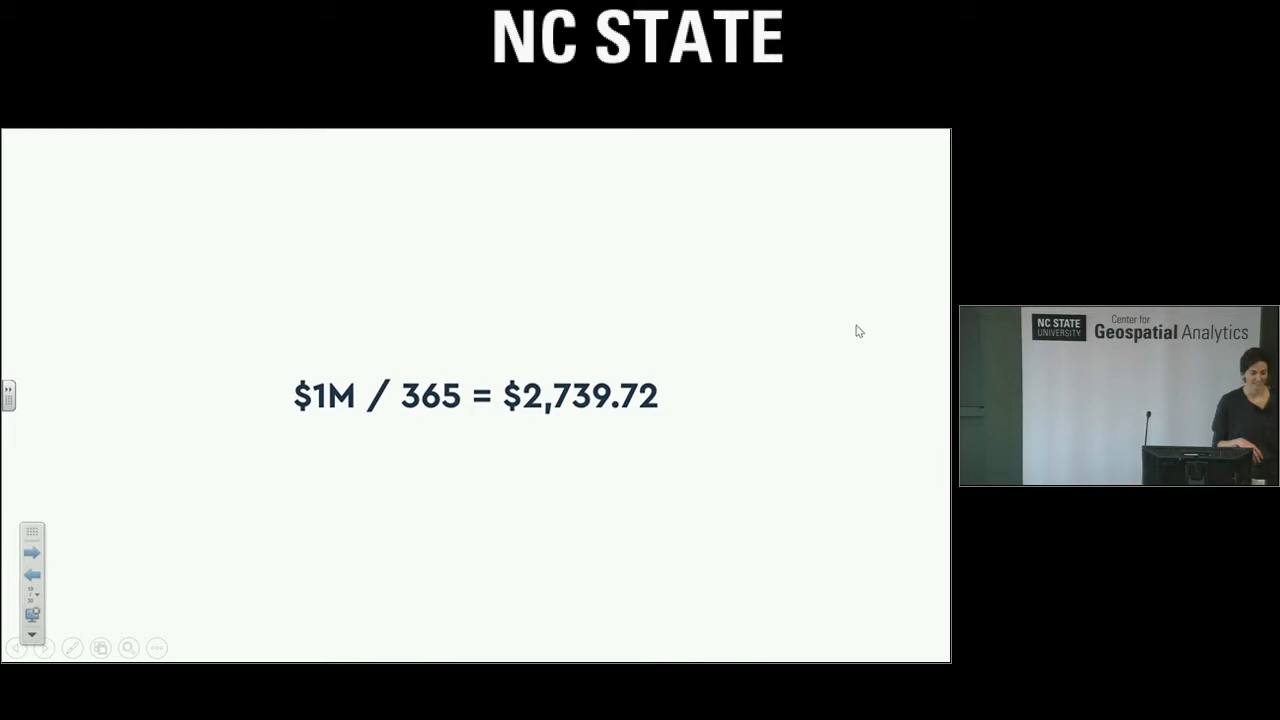 NC STATE
$1M / 365 = $2,739.72
NC STATE
UNIVERSITY
Center for
Geospatial Analytics